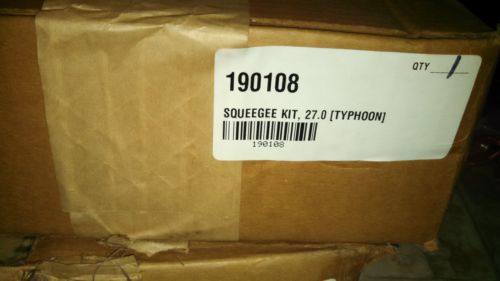 QTY 1
190108
SQUEEGEE KIT, 27.0 [TYPHOON]
190108